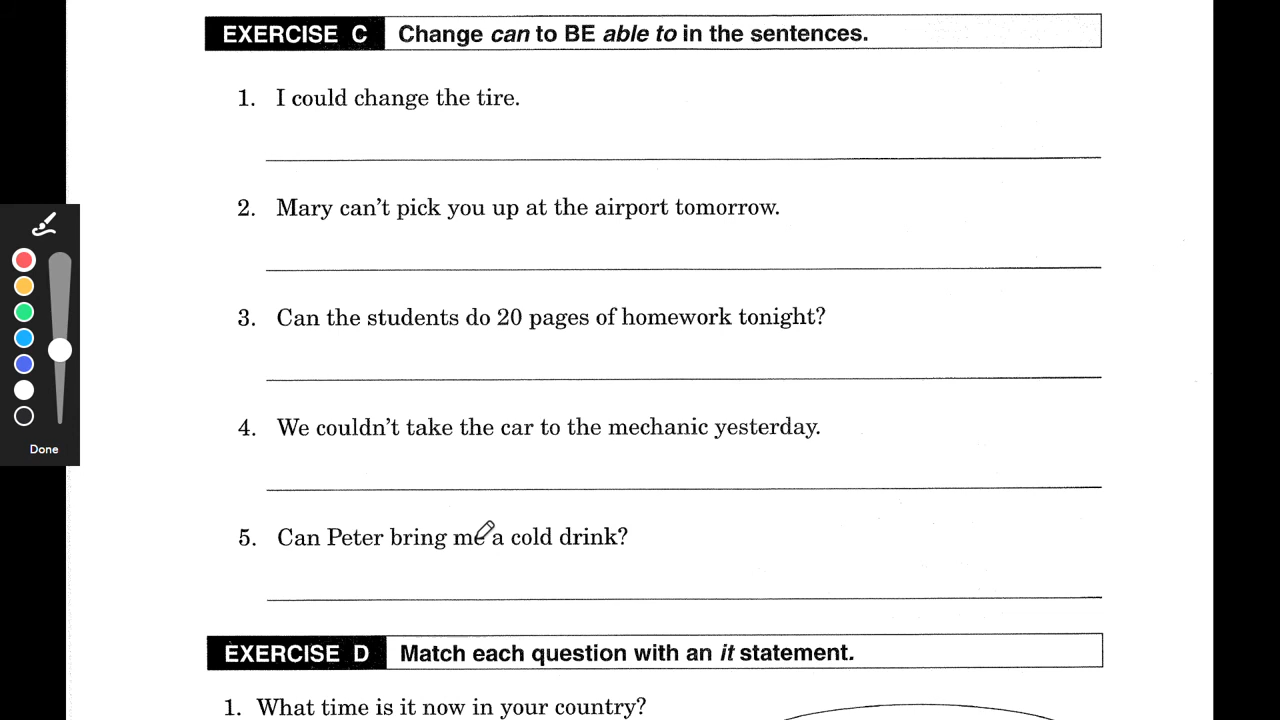 EXERCISE C Change can to BE able to in the sentences.
1. I could change the tire.
2. Mary can't pick you up at the airport tomorrow.
3. Can the students do 20 pages of homework tonight?
4. We couldn't take the car to the mechanic yesterday.
5. Can Peter bring me a cold drink?
Done
EXERCISE D Match each question with an it statement.
1. What time is it now in your country?